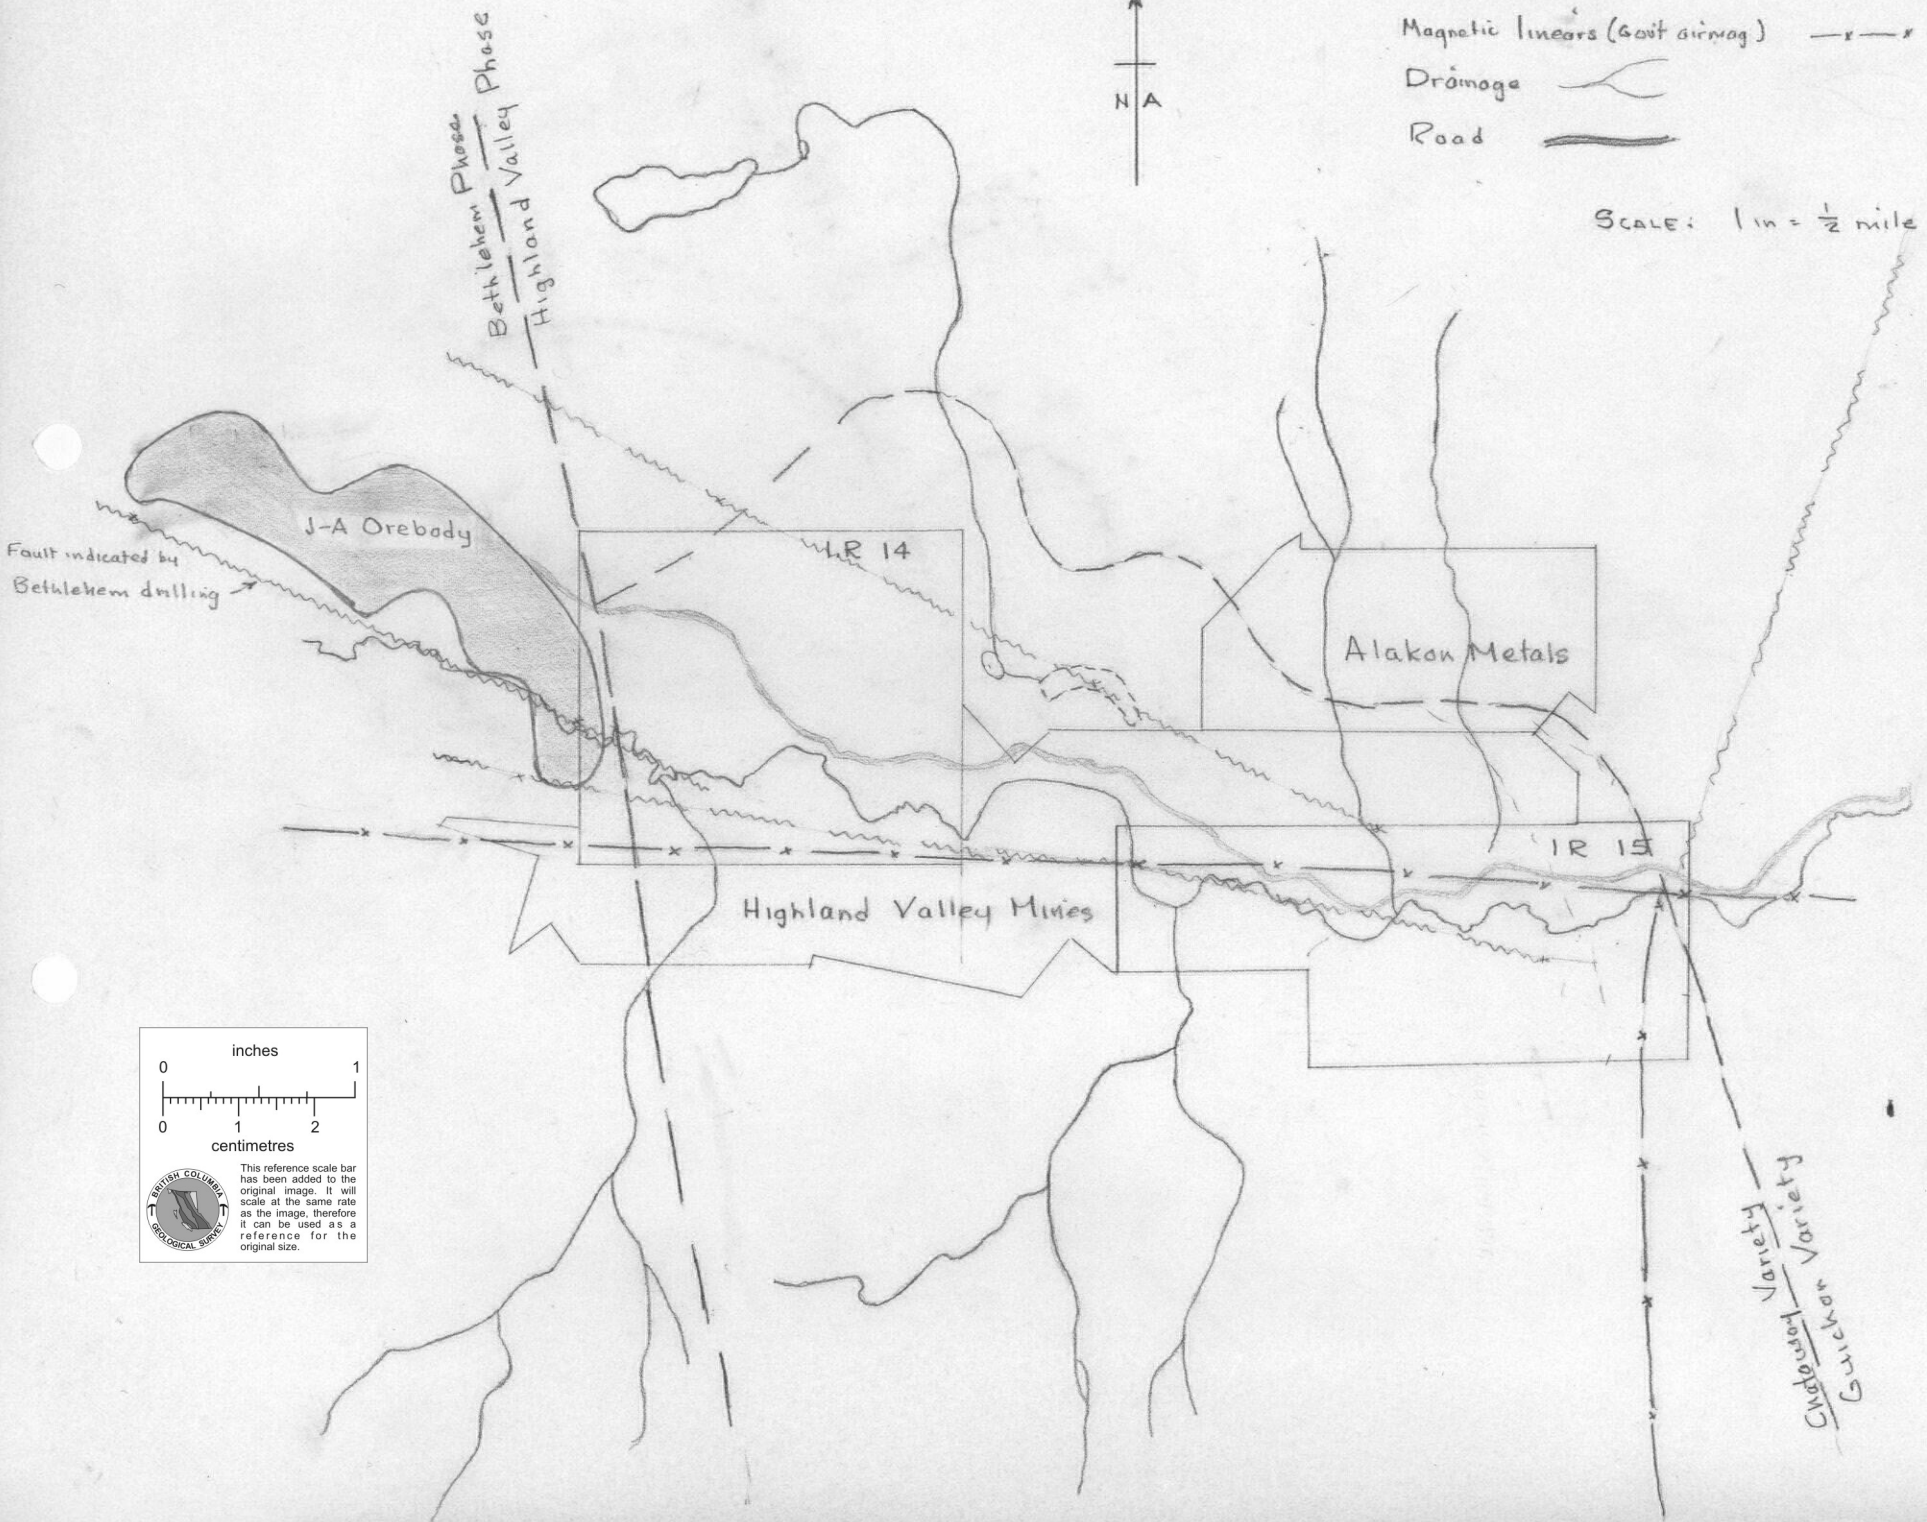 Magnetic linears (Govt airmag)
N A
Drainage
Road
SCALE: 1 in = 1/2 mile
Bethlehem Phase
Highland Valley Phase
J-A Orebody
Fault indicated by
Bethlehem drilling
I R 14
Alakon Metals
I R 15
Highland Valley Mines
inches
0 1
0 1 2
centimetres
This reference scale bar
has been added to the
original image. It will
scale at the same rate
as the image, therefore
it can be used as a
reference for the
original size.
BRITISH COLUMBIA
GEOLOGICAL SURVEY
Chataway Variety
Guichon Variety